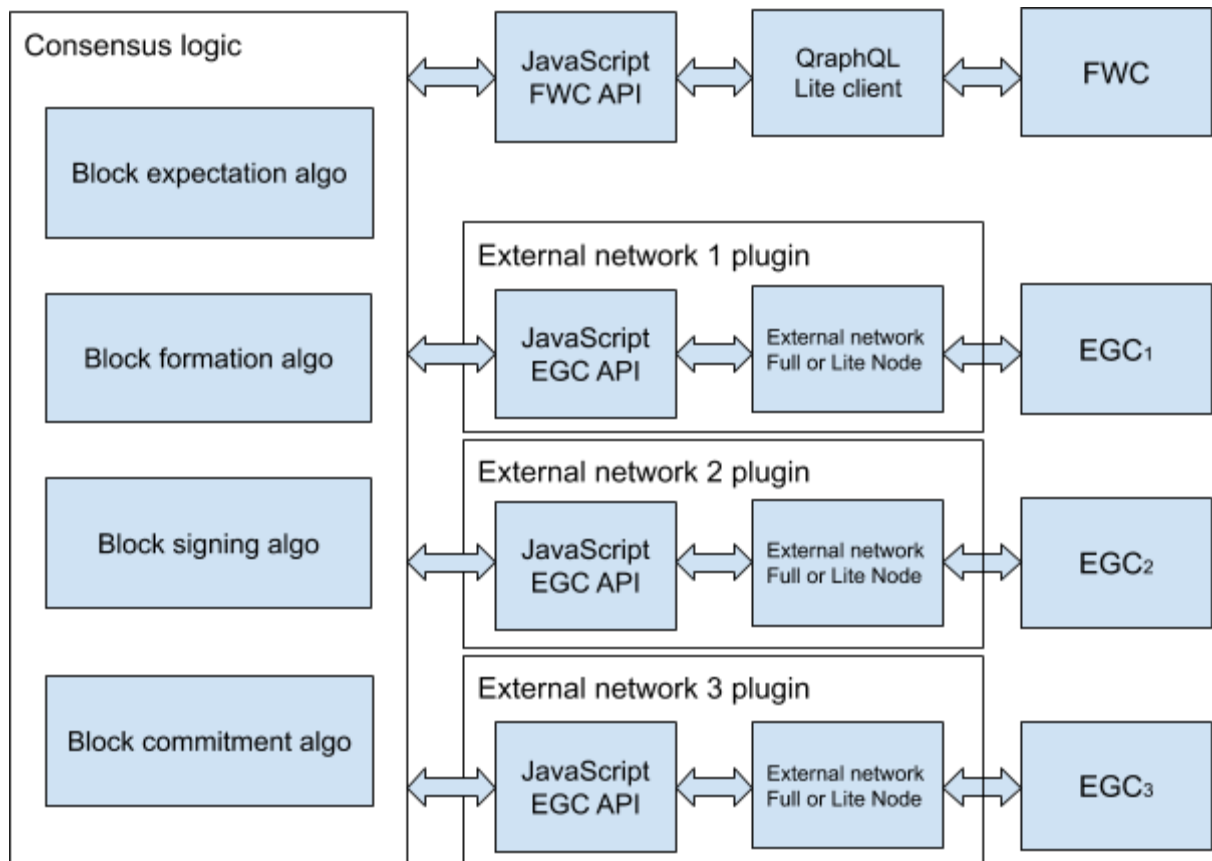 Consensus logic
Block expectation algo
Block formation algo
Block signing algo
Block commitment algo
JavaScript
FWC API
QraphQL
Lite client
FWC
External network 1 plugin
JavaScript
EGC API
External network
Full or Lite Node
EGC₁
External network 2 plugin
JavaScript
EGC API
External network
Full or Lite Node
EGC₂
External network 3 plugin
JavaScript
EGC API
External network
Full or Lite Node
EGC₃